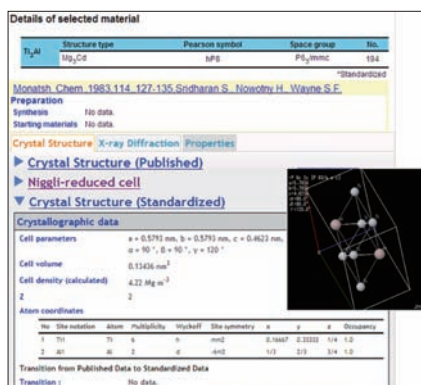 Details of selected material
Structure type Pearson symbol Space group No.
Ti3Al Mg3Cd hP8 P63/mmc 194
*Standardized
Monatsh. Chem. 1983,114 ,127-135,Sridharan S., Nowotny H., Wayne S.F.
Preparation
Synthesis No data.
Starting materials No data.
Crystal Structure X-ray Diffraction Properties
Crystal Structure (Published)
Niggli-reduced cell
Crystal Structure (Standardized)
Crystallographic data
Cell parameters a = 0.5793 nm, b = 0.5793 nm, c = 0.4623 nm,
α = 90 °, β = 90 °, γ = 120 °
Cell volume 0.13436 nm3
Cell density (calculated) 4.22 Mg m-3
Z 2
Atom coordinates
No Site notation Atom Multiplicity Wyckoff Site symmetry x y z Occupancy
1 Ti1 Ti 6 h mm2 0.16667 0.33333 1/4 1.0
2 Al1 Al 2 d -6m2 1/3 2/3 3/4 1.0
Transition from Published Data to Standardized Data
Transition : No data.